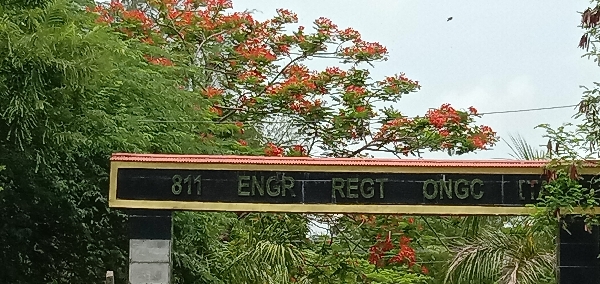 811 ENGR REGT ONGC